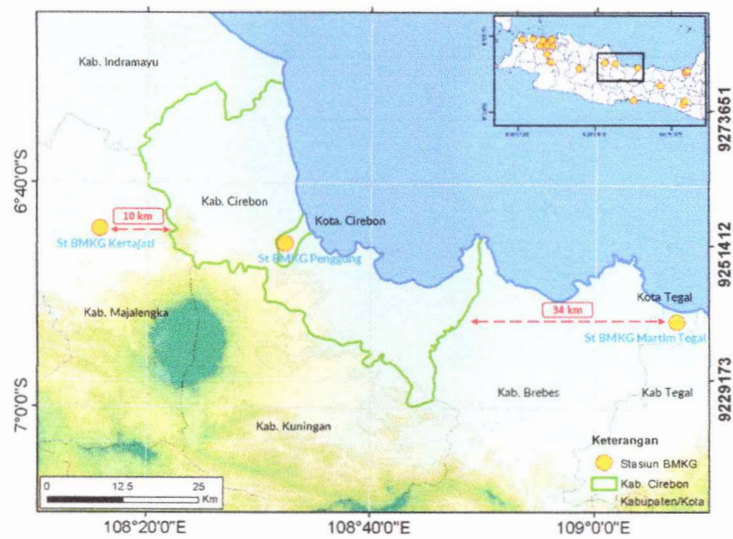 Kab. Indramayu
6°40'0"S
Kab. Cirebon
10 km
Kota. Cirebon
St BMKG Kertajati
St BMKG Penggung
Kab. Majalengka
Kota Tegal
34 km
St BMKG Martim Tegal
Kab. Brebes
Kab Tegal
7°0'0"S
Kab. Kuningan
Keterangan
Stasiun BMKG
Kab. Cirebon
Kabupaten/Kota
0 12.5 25
Km
108°20'0"E
108°40'0"E
109°0'0"E
9273651
9251412
9229173